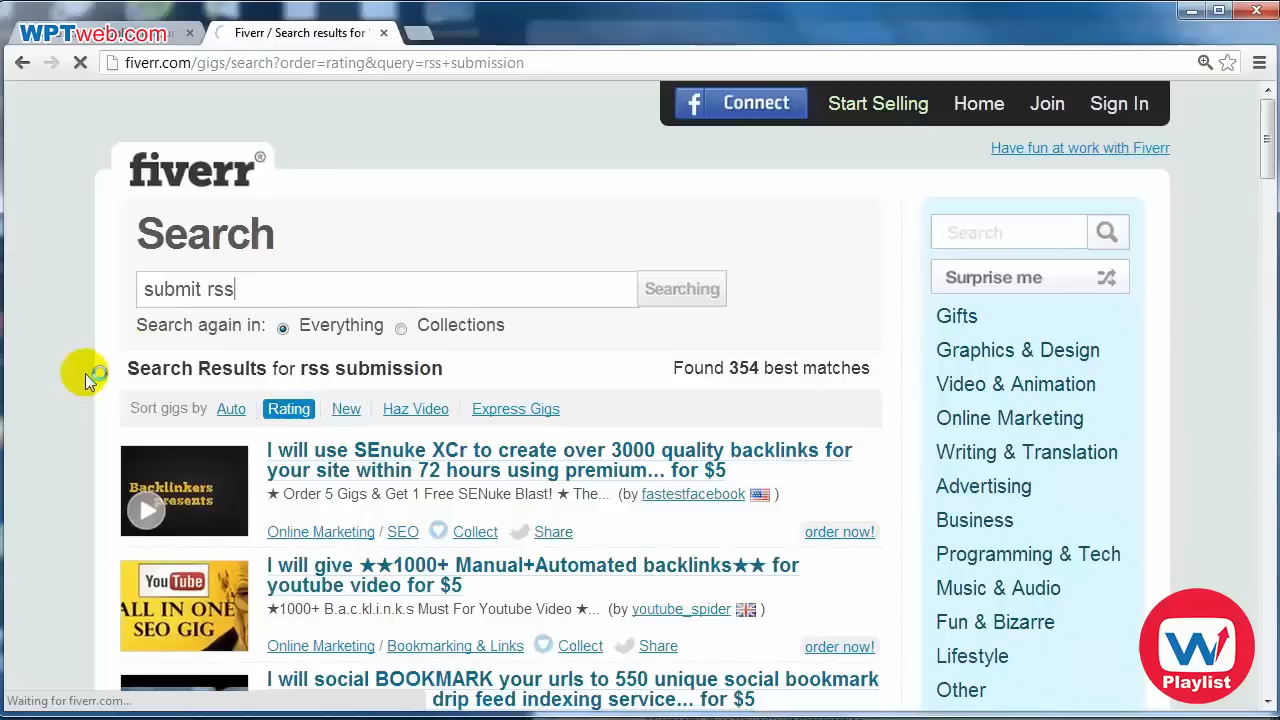 WPTweb.com
Fiverr / Search results for
fiverr.com/gigs/search?order=rating&query=rss+submission
f Connect Start Selling Home Join Sign In
Have fun at work with Fiverr
fiverr®
Search
submit rss
Searching
Search again in: Everything Collections
Search Results for rss submission
Found 354 best matches
Sort gigs by Auto Rating New Haz Video Express Gigs
Backlinkers
presents
I will use SEnuke XCr to create over 3000 quality backlinks for
your site within 72 hours using premium... for $5
★ Order 5 Gigs & Get 1 Free SENuke Blast! ★ The... (by fastestfacebook )
Online Marketing / SEO Collect Share order now!
YouTube
ALL IN ONE
SEO GIG
I will give ★★1000+ Manual+Automated backlinks★★ for
youtube video for $5
★1000+ B.a.c.kl.i.n.k.s Must For Youtube Video ★... (by youtube_spider )
Online Marketing / Bookmarking & Links Collect Share order now!
I will social BOOKMARK your urls to 550 unique social bookmark
drip feed indexing service... for $5
Search
Surprise me
Gifts
Graphics & Design
Video & Animation
Online Marketing
Writing & Translation
Advertising
Business
Programming & Tech
Music & Audio
Fun & Bizarre
Lifestyle
Other
W
Playlist
Waiting for fiverr.com...